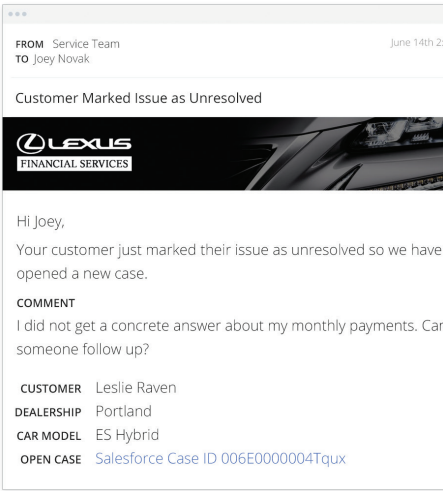 FROM Service Team June 14th 2:
TO Joey Novak
Customer Marked Issue as Unresolved
LEXUS
FINANCIAL SERVICES
Hi Joey,
Your customer just marked their issue as unresolved so we have
opened a new case.
COMMENT
I did not get a concrete answer about my monthly payments. Can
someone follow up?
CUSTOMER Leslie Raven
DEALERSHIP Portland
CAR MODEL ES Hybrid
OPEN CASE Salesforce Case ID 006E0000004Tqux